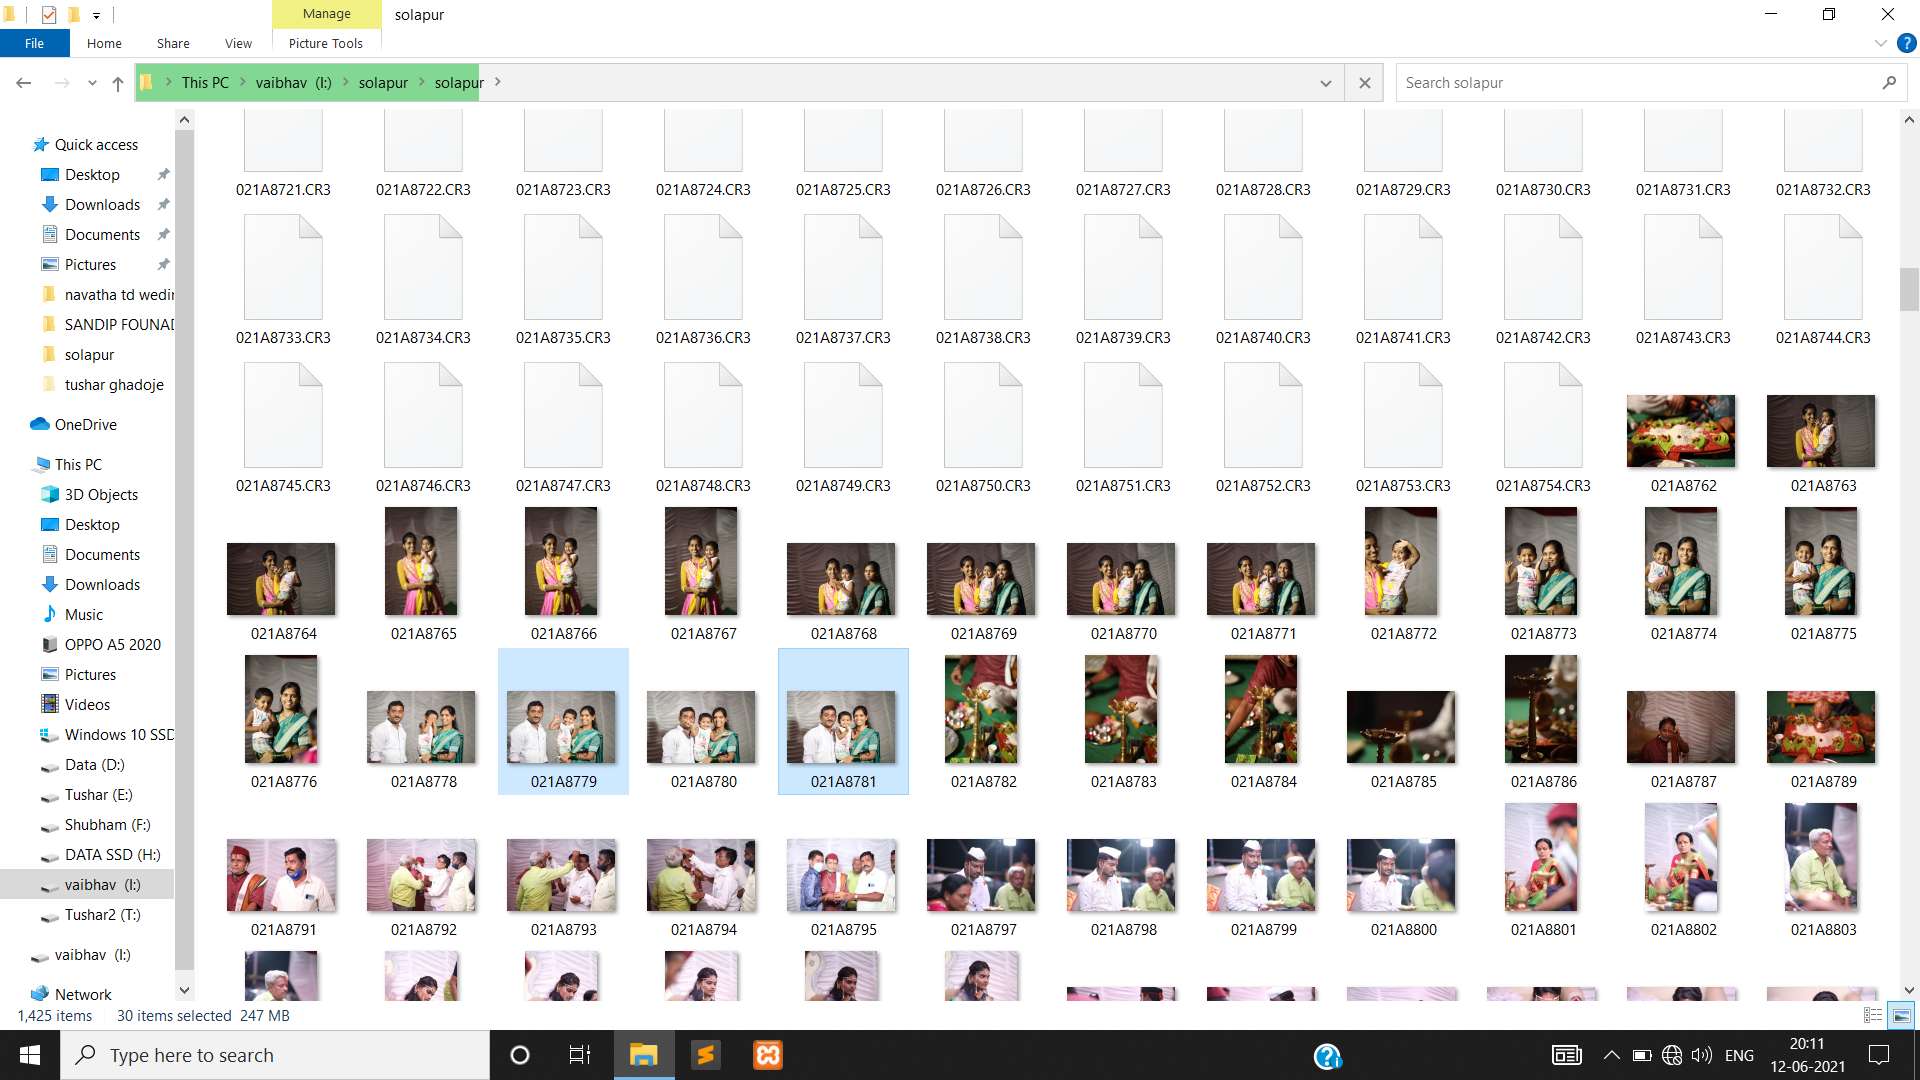 Manage
solapur
File
Home
Share
View
Picture Tools
This PC
vaibhav (I:)
solapur
solapur
Search solapur
Quick access
Desktop
Downloads
Documents
Pictures
navatha td wedin
SANDIP FOUNAD
solapur
tushar ghadoje
OneDrive
This PC
3D Objects
Desktop
Documents
Downloads
Music
OPPO A5 2020
Pictures
Videos
Windows 10 SSD
Data (D:)
Tushar (E:)
Shubham (F:)
DATA SSD (H:)
vaibhav (I:)
Tushar2 (T:)
vaibhav (I:)
Network
021A8721.CR3 021A8722.CR3 021A8723.CR3 021A8724.CR3 021A8725.CR3 021A8726.CR3 021A8727.CR3 021A8728.CR3 021A8729.CR3 021A8730.CR3 021A8731.CR3 021A8732.CR3
021A8733.CR3 021A8734.CR3 021A8735.CR3 021A8736.CR3 021A8737.CR3 021A8738.CR3 021A8739.CR3 021A8740.CR3 021A8741.CR3 021A8742.CR3 021A8743.CR3 021A8744.CR3
021A8745.CR3 021A8746.CR3 021A8747.CR3 021A8748.CR3 021A8749.CR3 021A8750.CR3 021A8751.CR3 021A8752.CR3 021A8753.CR3 021A8754.CR3 021A8762 021A8763
021A8764 021A8765 021A8766 021A8767 021A8768 021A8769 021A8770 021A8771 021A8772 021A8773 021A8774 021A8775
021A8776 021A8778 021A8779 021A8780 021A8781 021A8782 021A8783 021A8784 021A8785 021A8786 021A8787 021A8789
021A8791 021A8792 021A8793 021A8794 021A8795 021A8797 021A8798 021A8799 021A8800 021A8801 021A8802 021A8803
1,425 items 30 items selected 247 MB
Type here to search
ENG
20:11
12-06-2021